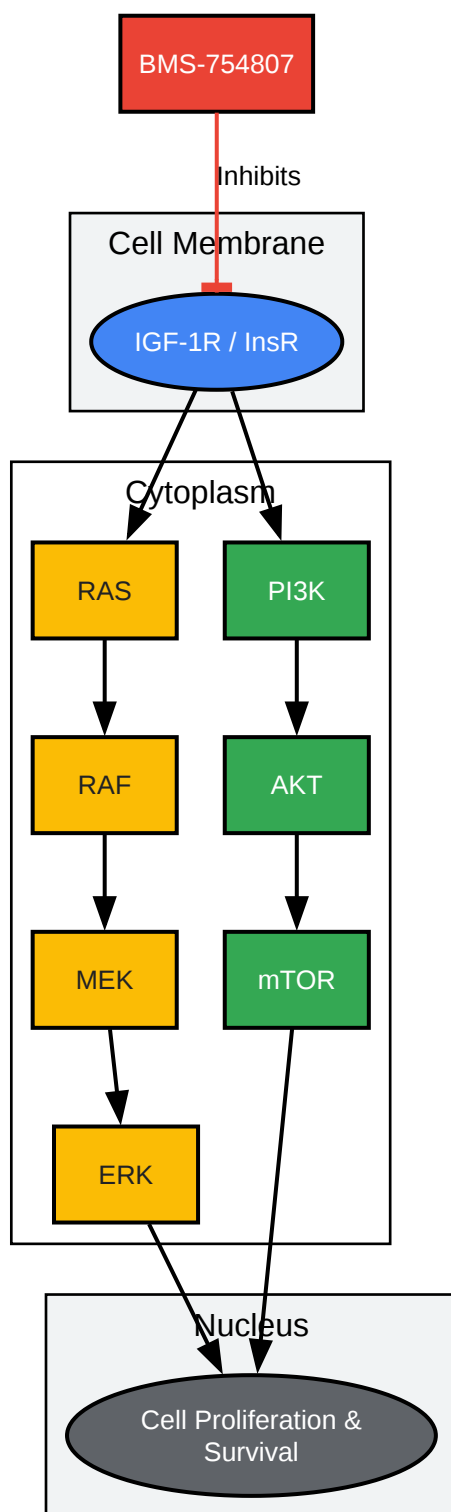 BMS-754807
Inhibits
Cell Membrane
IGF-1R / InsR
Cytoplasm
RAS
PI3K
RAF
AKT
MEK
mTOR
ERK
Nucleus
Cell Proliferation &
Survival